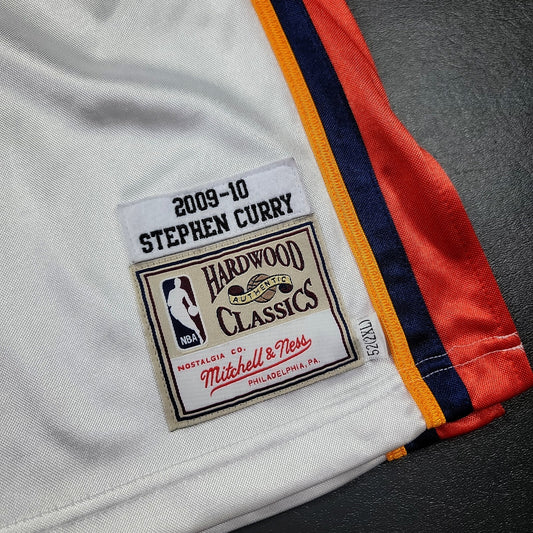 2009-10
STEPHEN CURRY
HARDWOOD
AUTHENTIC
CLASSICS
NBA
NOSTALGIA CO.
Mitchell & Ness
PHILADELPHIA, PA.
52(2XL)